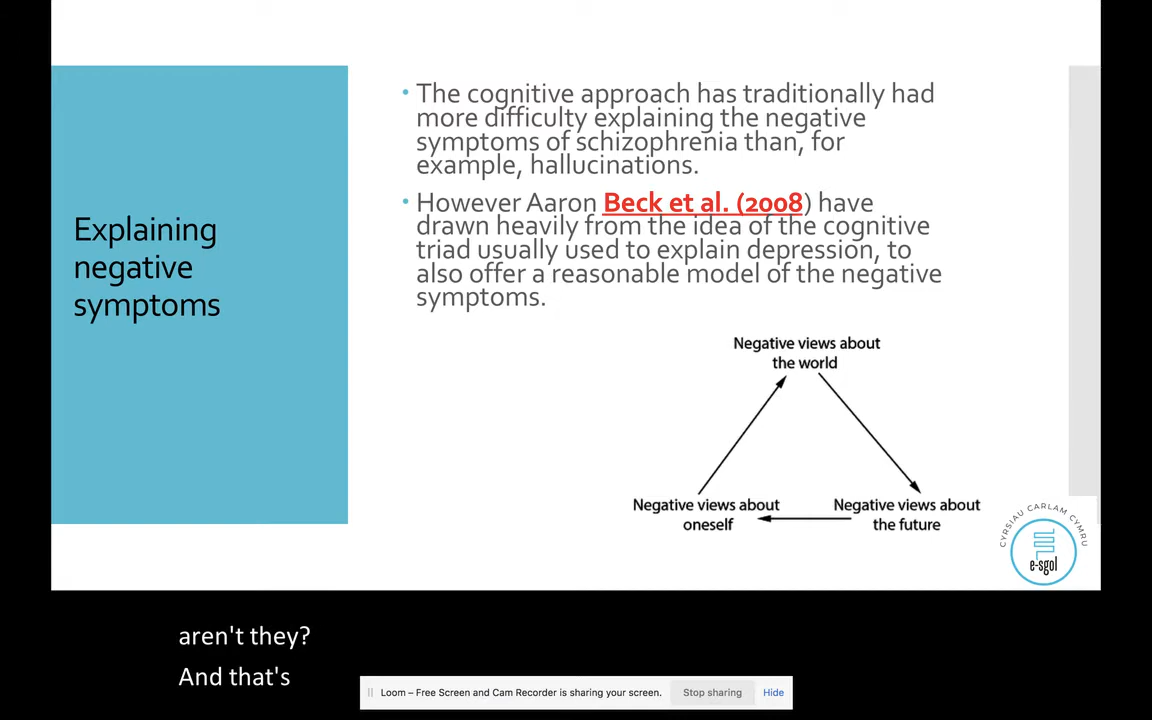 Explaining
negative
symptoms
• The cognitive approach has traditionally had
more difficulty explaining the negative
symptoms of schizophrenia than, for
example, hallucinations.
• However Aaron Beck et al. (2008) have
drawn heavily from the idea of the cognitive
triad usually used to explain depression, to
also offer a reasonable model of the negative
symptoms.
Negative views about
the world
Negative views about
oneself
Negative views about
the future
CYRSIAU CARLAM CYMRU
e-sgol
aren't they?
And that's
Loom – Free Screen and Cam Recorder is sharing your screen.
Stop sharing
Hide